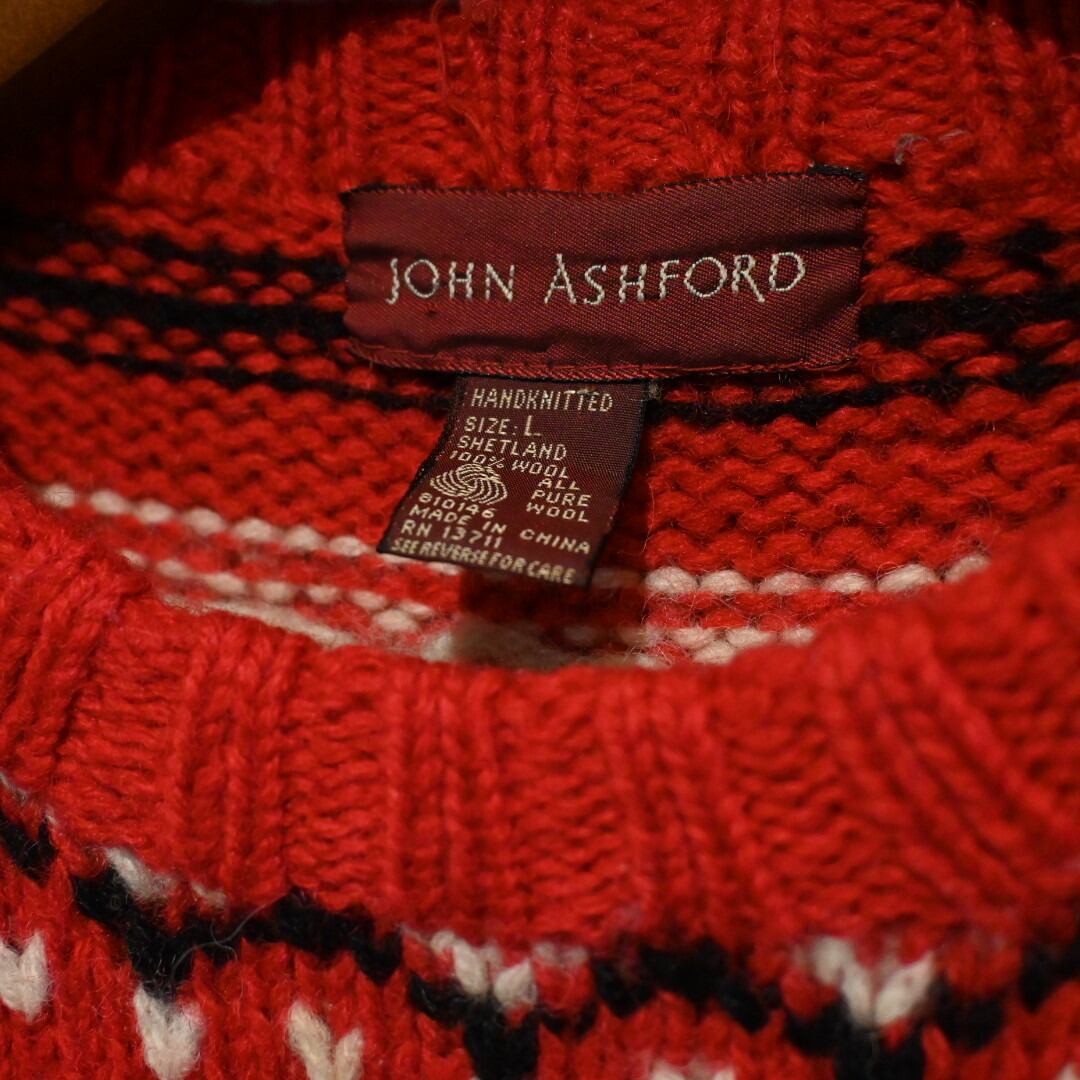 JOHN ASHFORD
HANDKNITTED
SIZE: L
SHETLAND
100% WOOL
ALL
PURE
WOOL
810146
MADE IN CHINA
RN 13711
SEE REVERSE FOR CARE